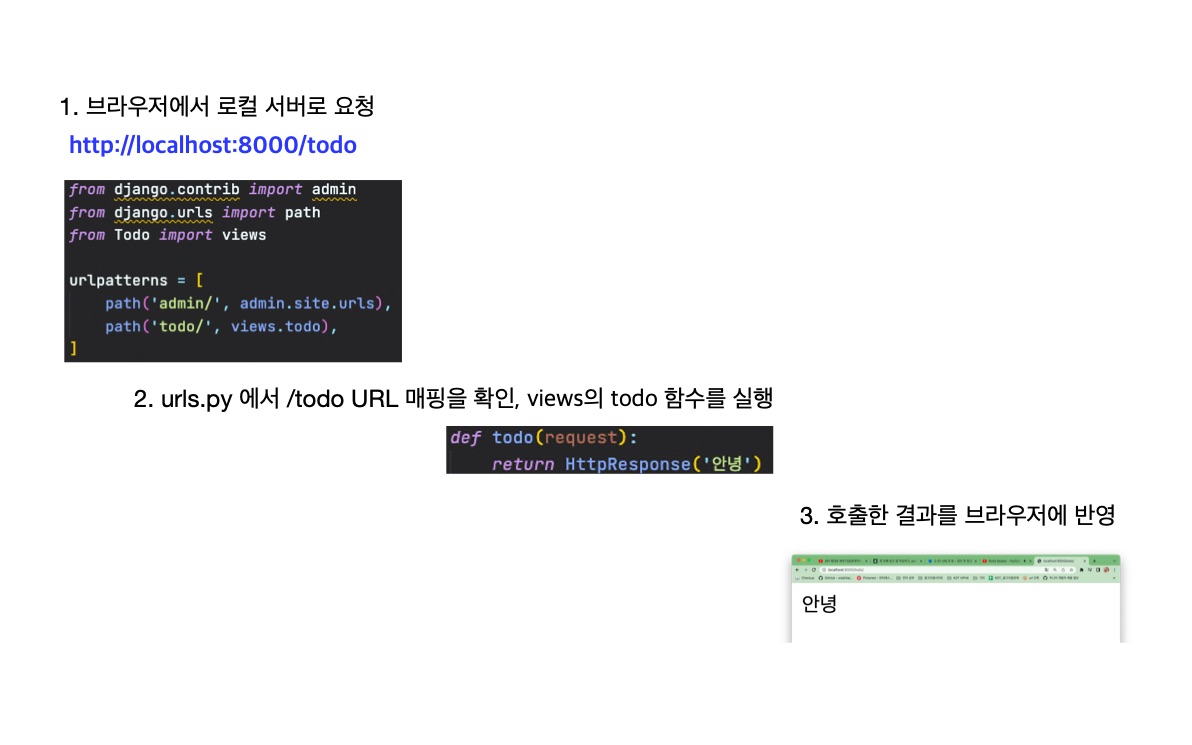 1. 브라우저에서 로컬 서버로 요청
http://localhost:8000/todo
from django.contrib import admin
from django.urls import path
from Todo import views
urlpatterns = [
    path('admin/', admin.site.urls),
    path('todo/', views.todo),
]
2. urls.py 에서 /todo URL 매핑을 확인, views의 todo 함수를 실행
def todo(request):
    return HttpResponse('안녕')
3. 호출한 결과를 브라우저에 반영
안녕